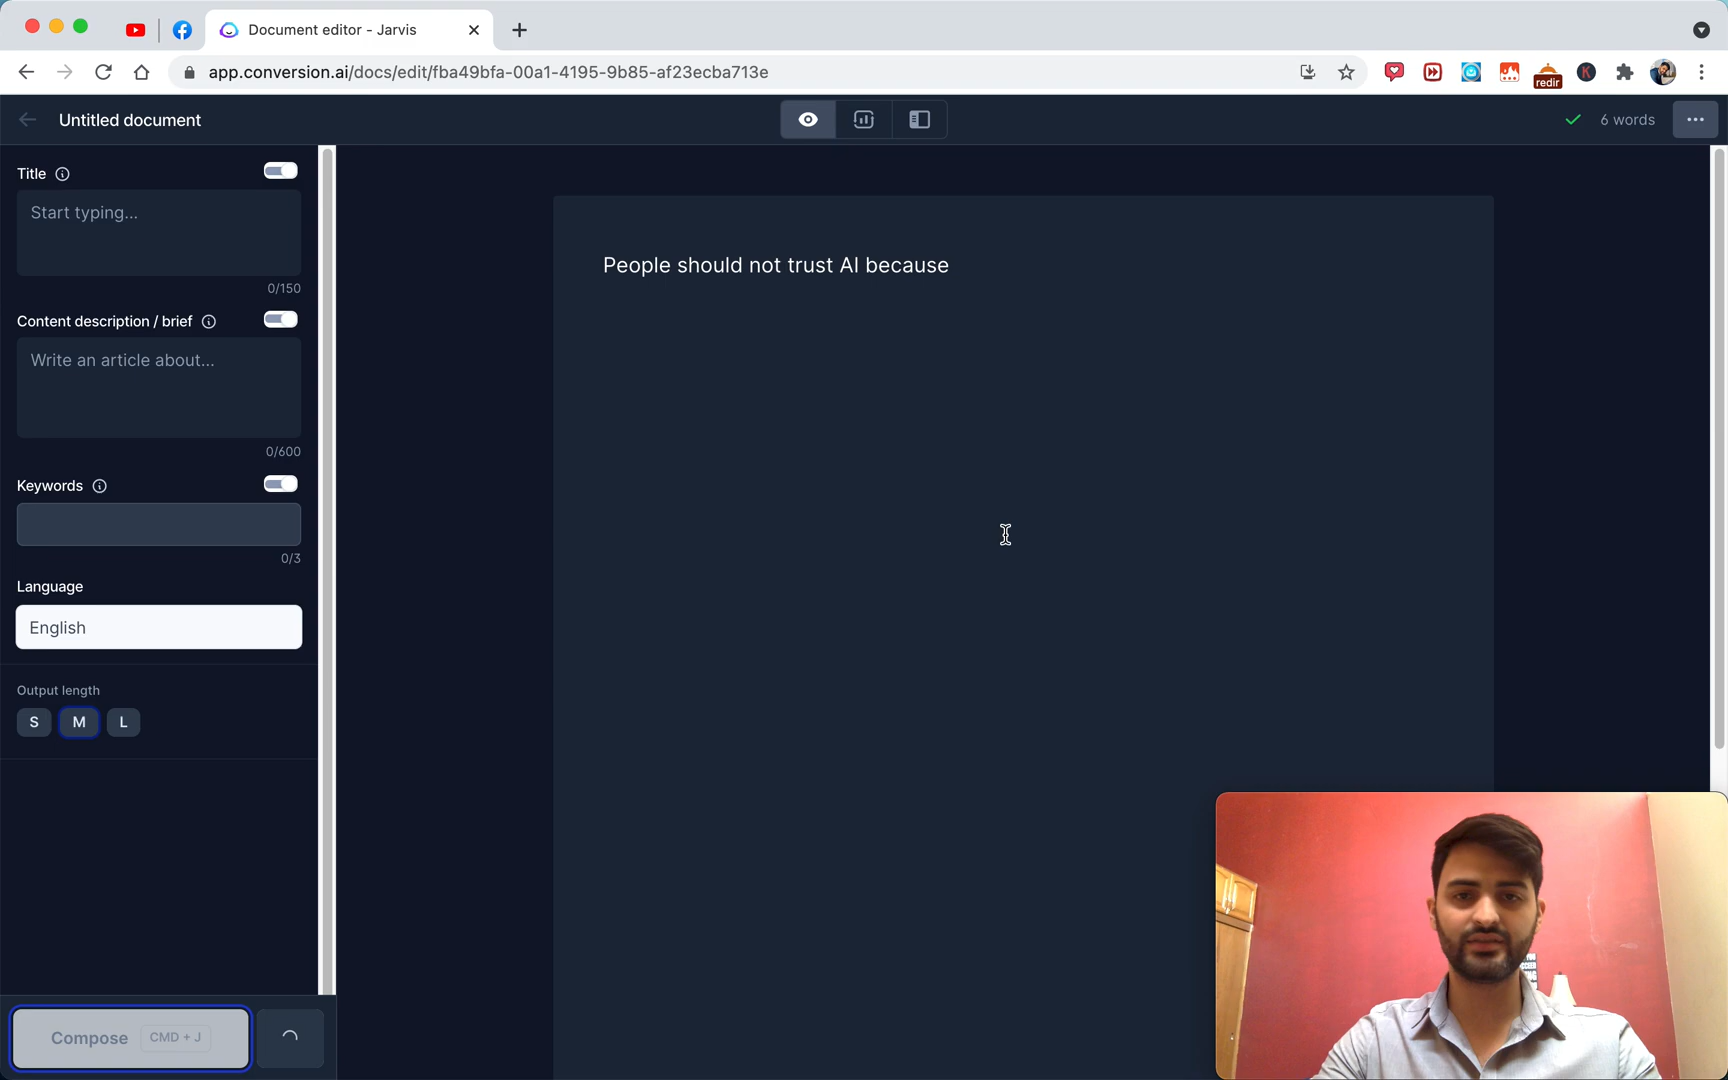 Document editor - Jarvis
app.conversion.ai/docs/edit/fba49bfa-00a1-4195-9b85-af23ecba713e
redir
K
Untitled document
6 words
Title
Start typing...
0/150
Content description / brief
Write an article about...
0/600
Keywords
0/3
Language
English
Output length
S M L
Compose CMD + J
People should not trust AI because